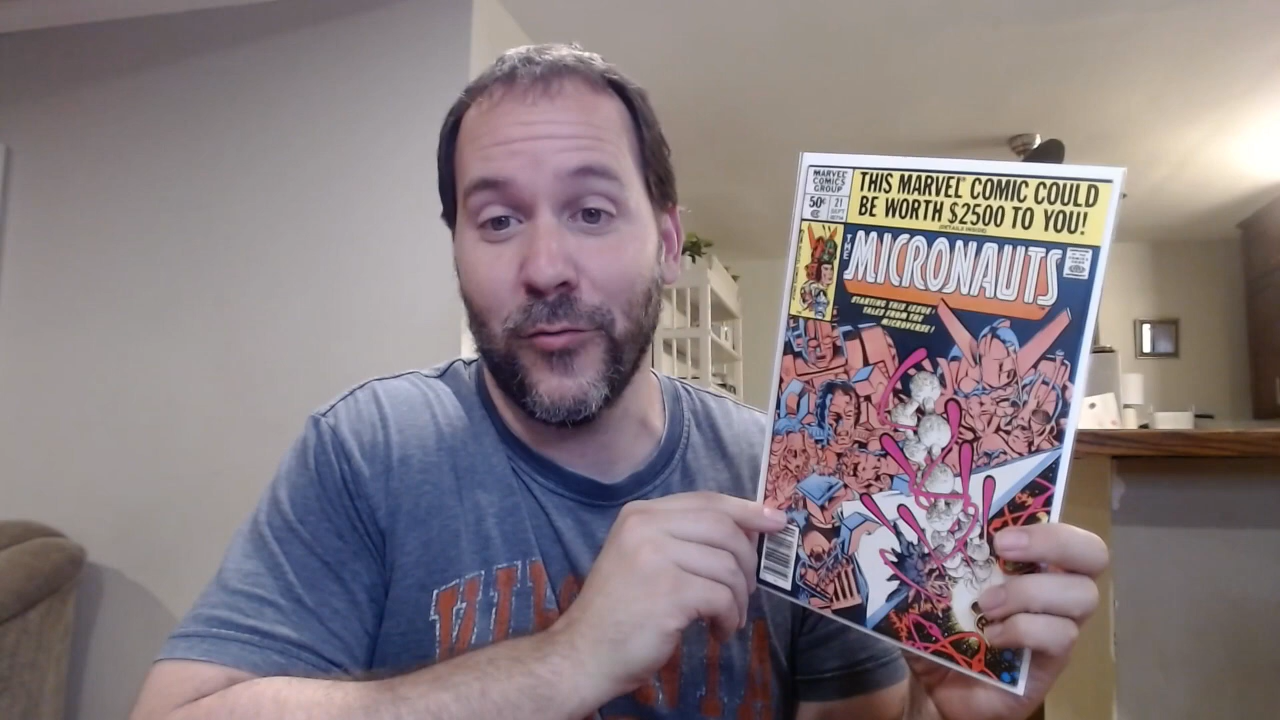 MARVEL
COMICS
GROUP
50¢
21
SEPT
THIS MARVEL COMIC COULD
BE WORTH $2500 TO YOU!
(DETAILS INSIDE)
THE
MICRONAUTS
STARTING THIS ISSUE:
TALES FROM THE
MICROVERSE!